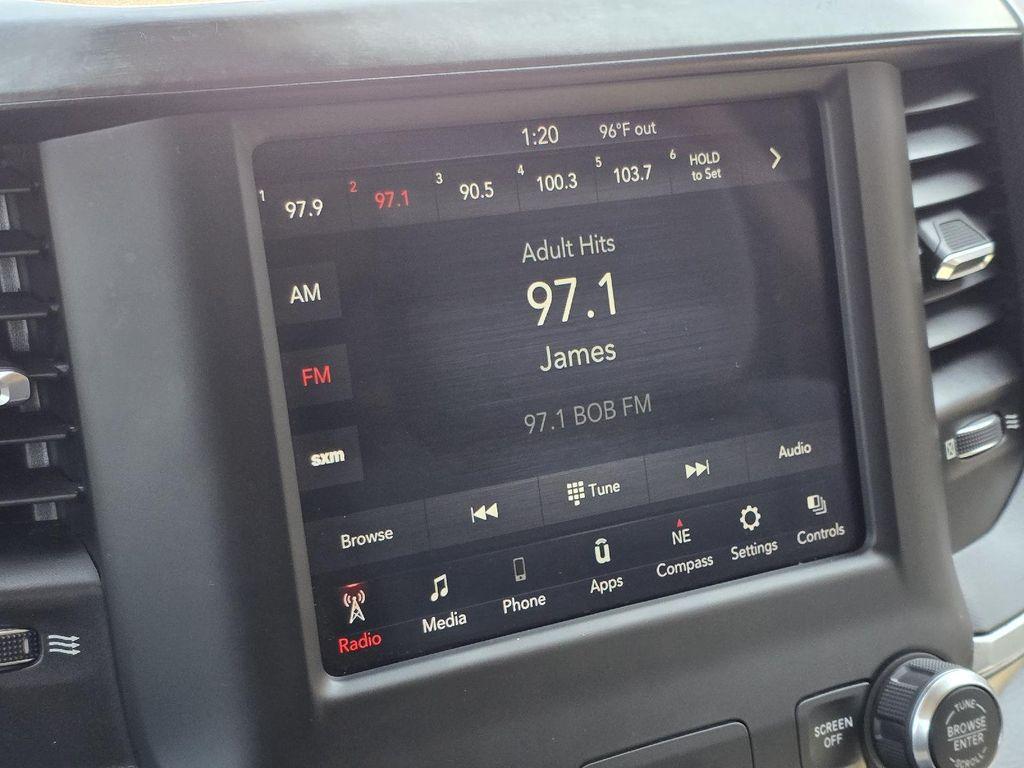 1:20 96°F out
1 97.9 2 97.1 3 90.5 4 100.3 5 103.7 6 HOLD to Set
Adult Hits
AM
97.1
James
FM
97.1 BOB FM
sxm
Browse Tune Audio
NE
Radio Media Phone Apps Compass Settings Controls
SCREEN
OFF
TUNE
BROWSE
ENTER
SCROLL